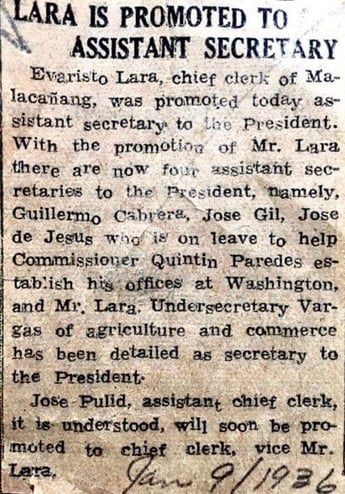 LARA IS PROMOTED TO
ASSISTANT SECRETARY
Evaristo Lara, chief clerk of Ma-
lacañang, was promoted today as-
sistant secretary to the President.
With the promotion of Mr. Lara
there are now four assistant sec-
retaries to the President, namely,
Guillermo Cabrera, Jose Gil, Jose
de Jesus who is on leave to help
Commissioner Quintin Paredes es-
tablish his offices at Washington,
and Mr. Lara. Undersecretary Var-
gas of agriculture and commerce
has been detailed as secretary to
the President.
Jose Pulid, assistant chief clerk,
it is understood, will soon be pro-
moted to chief clerk, vice Mr.
Lara.
Jan 9/1936